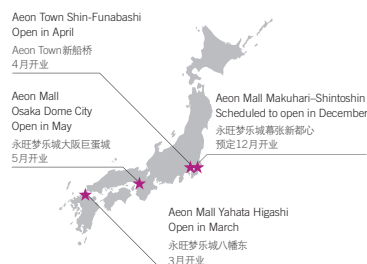 Aeon Town Shin-Funabashi
Open in April
Aeon Town新船桥
4月开业
Aeon Mall
Osaka Dome City
Open in May
永旺梦乐城大阪巨蛋城
5月开业
Aeon Mall Makuhari–Shintoshin
Scheduled to open in December
永旺梦乐城幕张新都心
预定12月开业
Aeon Mall Yahata Higashi
Open in March
永旺梦乐城八幡东
3月开业